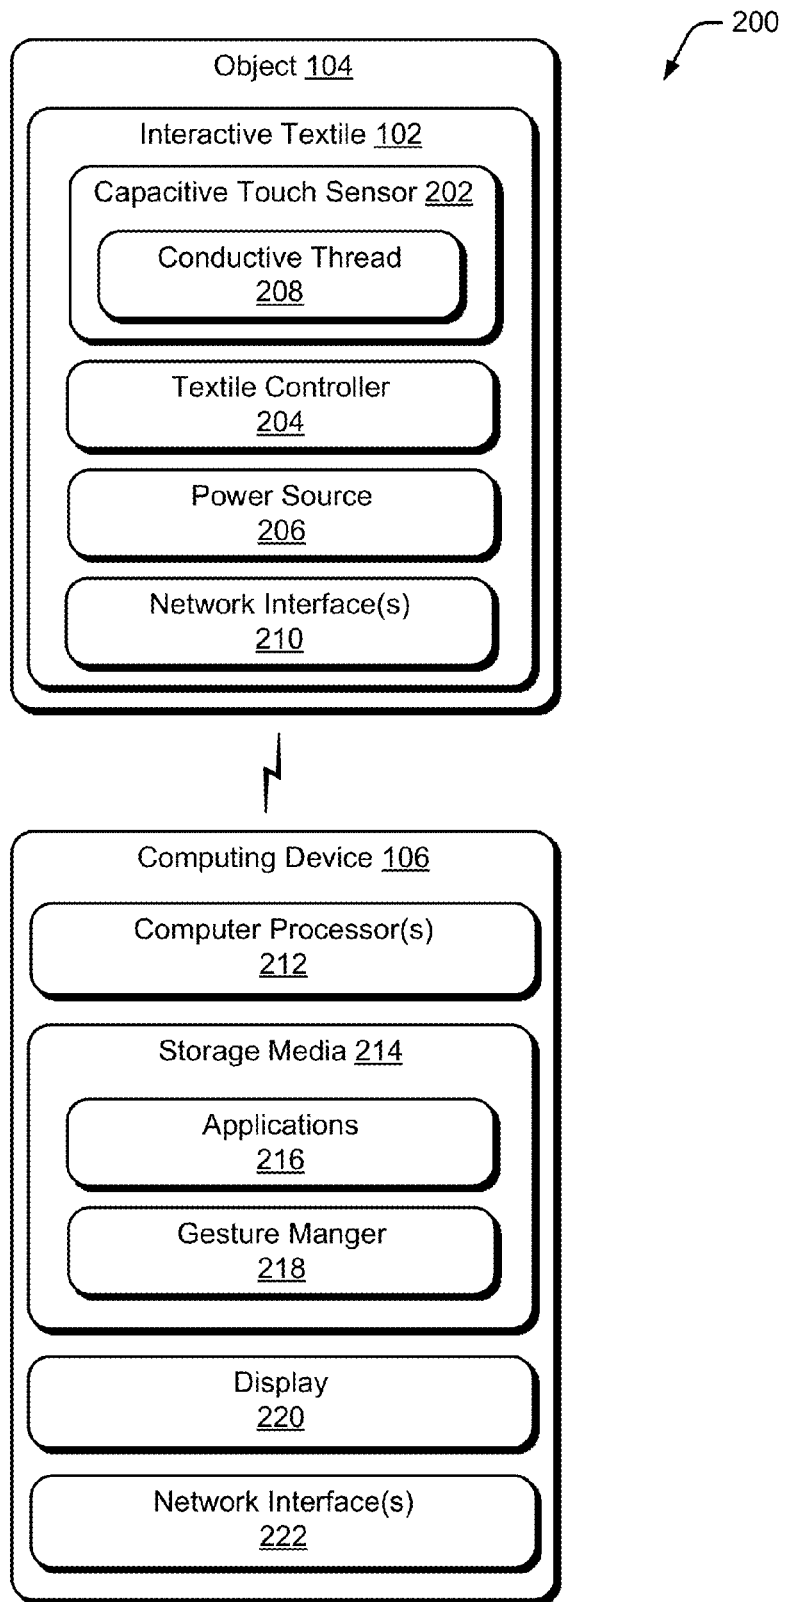 200
Object 104
Interactive Textile 102
Capacitive Touch Sensor 202
Conductive Thread
208
Textile Controller
204
Power Source
206
Network Interface(s)
210
Computing Device 106
Computer Processor(s)
212
Storage Media 214
Applications
216
Gesture Manger
218
Display
220
Network Interface(s)
222